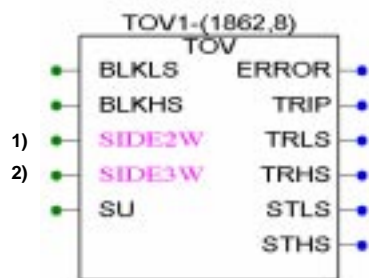 TOV1-(1862,8)
TOV
BLKLS ERROR
BLKHS TRIP
1) SIDE2W TRLS
2) SIDE3W TRHS
SU STLS
STHS